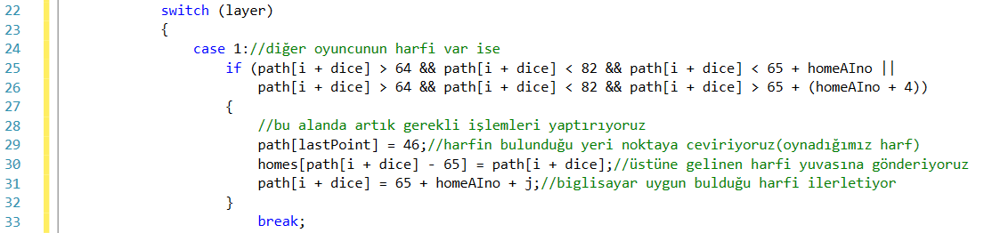 22 switch (layer)
23 {
24 case 1://diğer oyuncunun harfi var ise
25 if (path[i + dice] > 64 && path[i + dice] < 82 && path[i + dice] < 65 + homeAIno ||
26 path[i + dice] > 64 && path[i + dice] < 82 && path[i + dice] > 65 + (homeAIno + 4))
27 {
28 //bu alanda artık gerekli işlemleri yaptırıyoruz
29 path[lastPoint] = 46;//harfin bulunduğu yeri noktaya ceviriyoruz(oynadığımız harf)
30 homes[path[i + dice] - 65] = path[i + dice];//üstüne gelinen harfi yuvasına gönderiyoruz
31 path[i + dice] = 65 + homeAIno + j;//biglisayar uygun bulduğu harfi ilerletiyor
32 }
33 break;